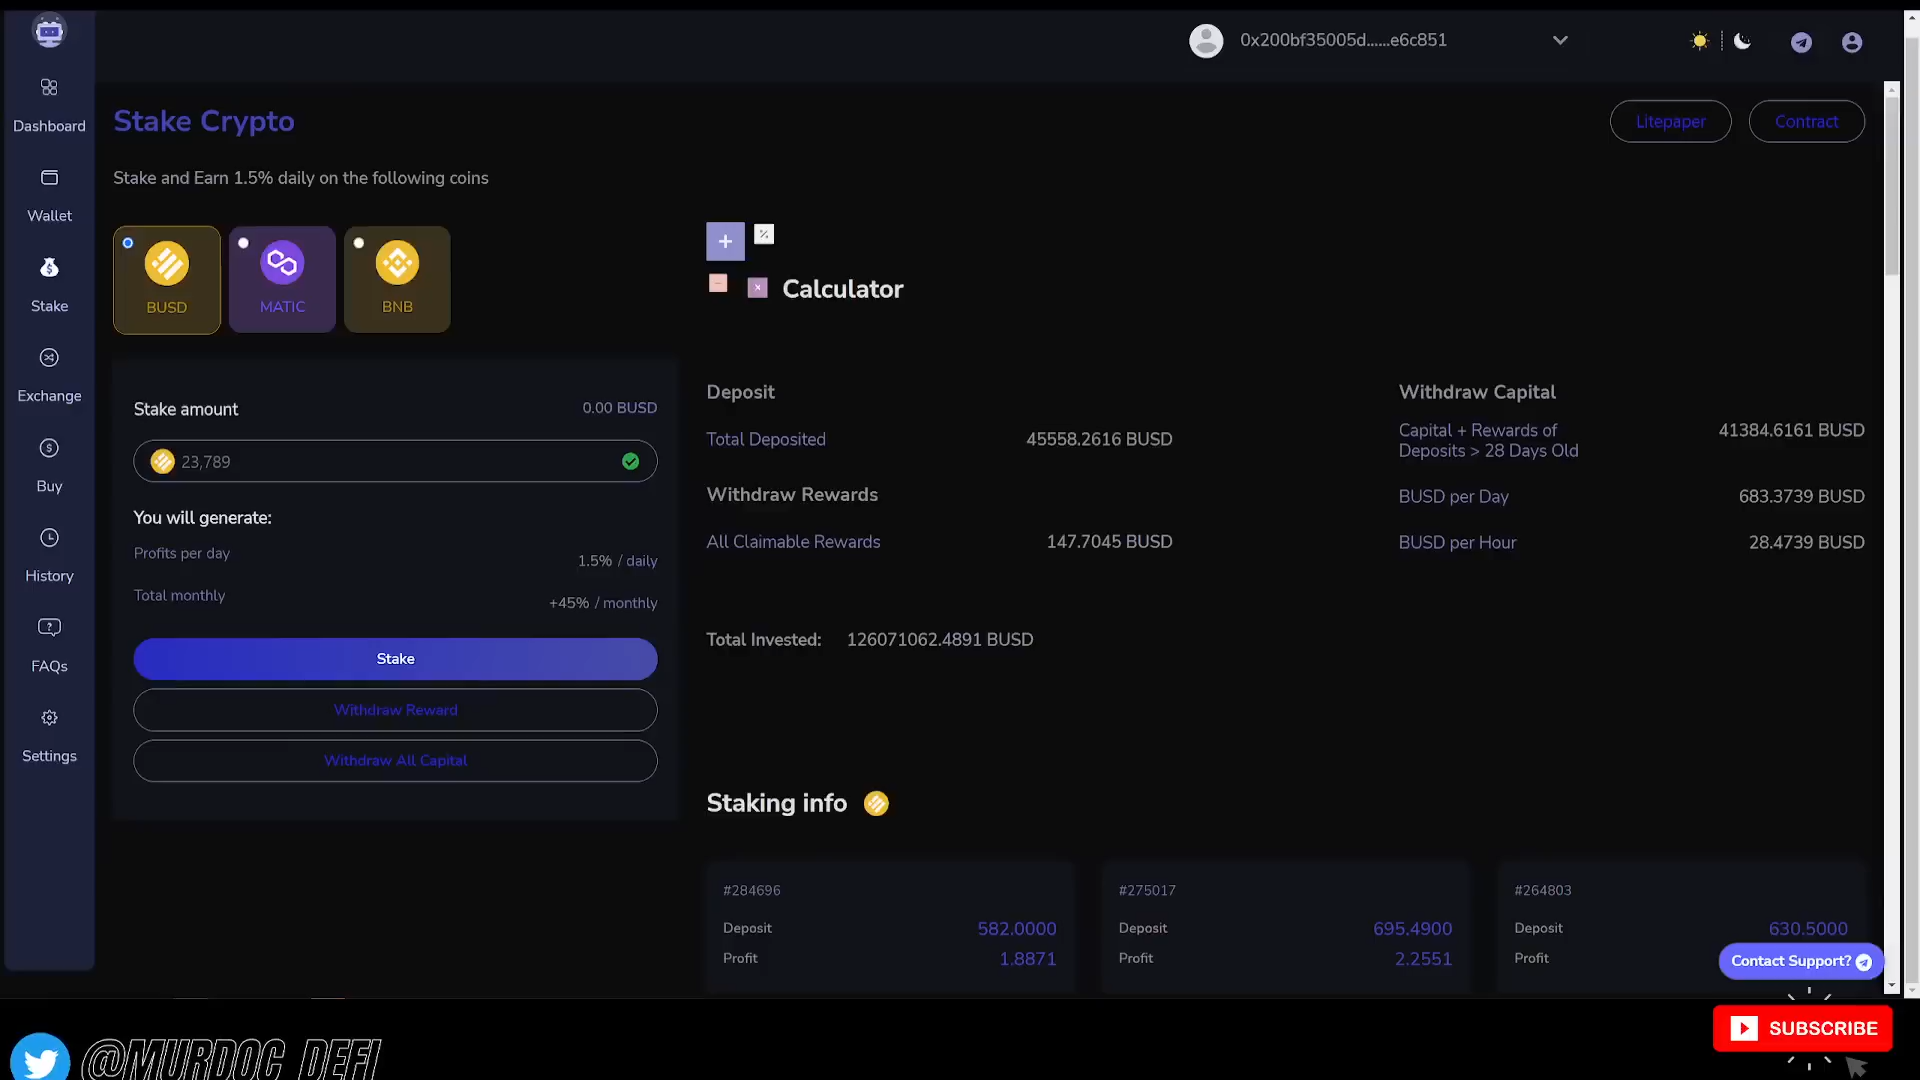 0x200bf35005d......e6c851
Dashboard
Wallet
Stake
Exchange
Buy
History
FAQs
Settings
Stake Crypto
Litepaper
Contract
Stake and Earn 1.5% daily on the following coins
BUSD
MATIC
BNB
Calculator
Stake amount
0.00 BUSD
23,789
You will generate:
Profits per day
1.5% / daily
Total monthly
+45% / monthly
Stake
Withdraw Reward
Withdraw All Capital
Deposit
Total Deposited
45558.2616 BUSD
Withdraw Rewards
All Claimable Rewards
147.7045 BUSD
Withdraw Capital
Capital + Rewards of
Deposits > 28 Days Old
41384.6161 BUSD
BUSD per Day
683.3739 BUSD
BUSD per Hour
28.4739 BUSD
Total Invested: 126071062.4891 BUSD
Staking info
#284696
Deposit 582.0000
Profit 1.8871
#275017
Deposit 695.4900
Profit 2.2551
#264803
Deposit 630.5000
Profit
Contact Support?
@MURDOC_DEFI
SUBSCRIBE